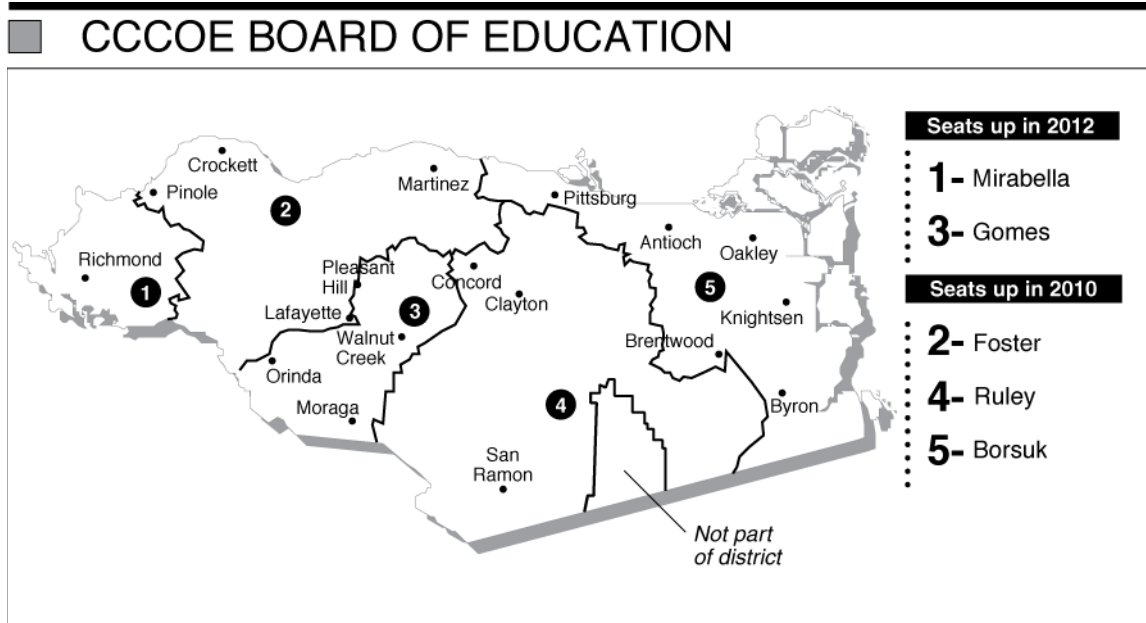 CCCOE BOARD OF EDUCATION
Crockett
Pinole
Martinez
Pittsburg
2
Richmond
1
Antioch
Oakley
Pleasant
Hill
Concord
Clayton
5
Knightsen
Lafayette
3
Walnut
Creek
Brentwood
Orinda
Moraga
4
Byron
San
Ramon
Not part
of district
Seats up in 2012
1- Mirabella
3- Gomes
Seats up in 2010
2- Foster
4- Ruley
5- Borsuk